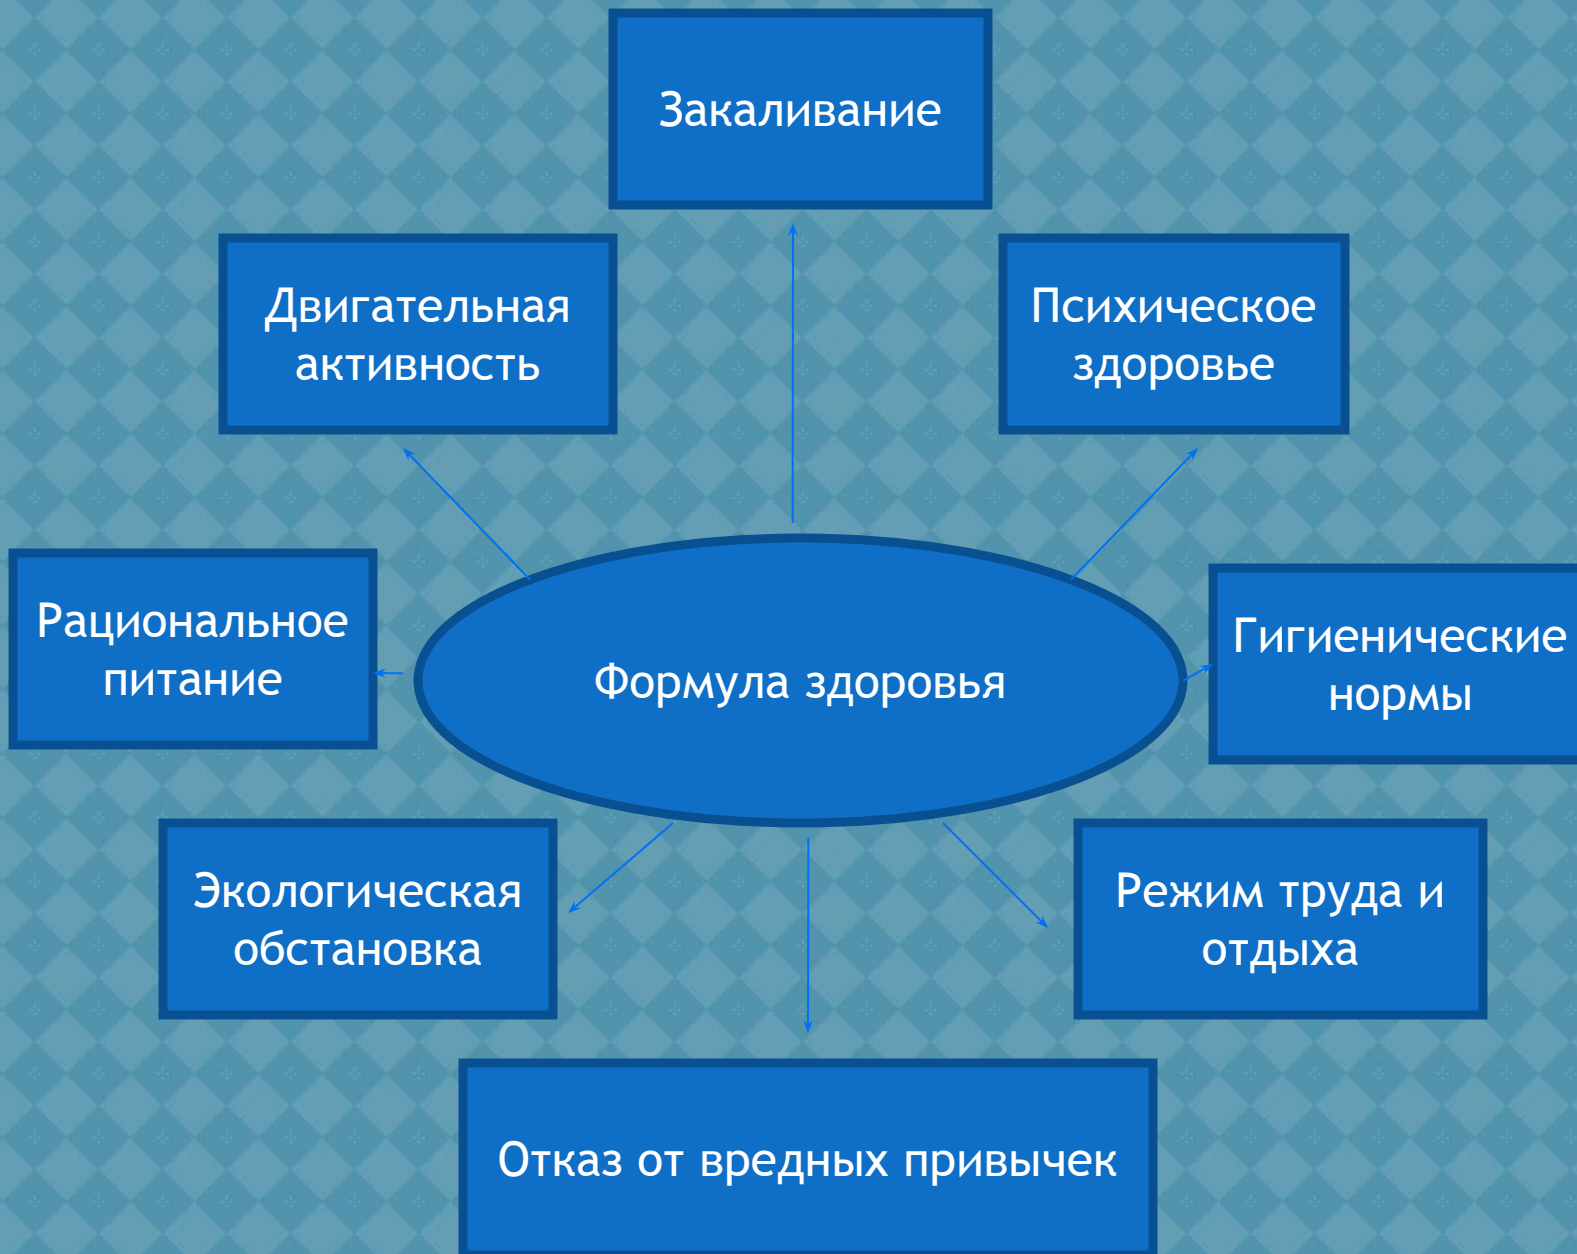 Закаливание
Двигательная
активность
Психическое
здоровье
Рациональное
питание
Формула здоровья
Гигиенические
нормы
Экологическая
обстановка
Режим труда и
отдыха
Отказ от вредных привычек